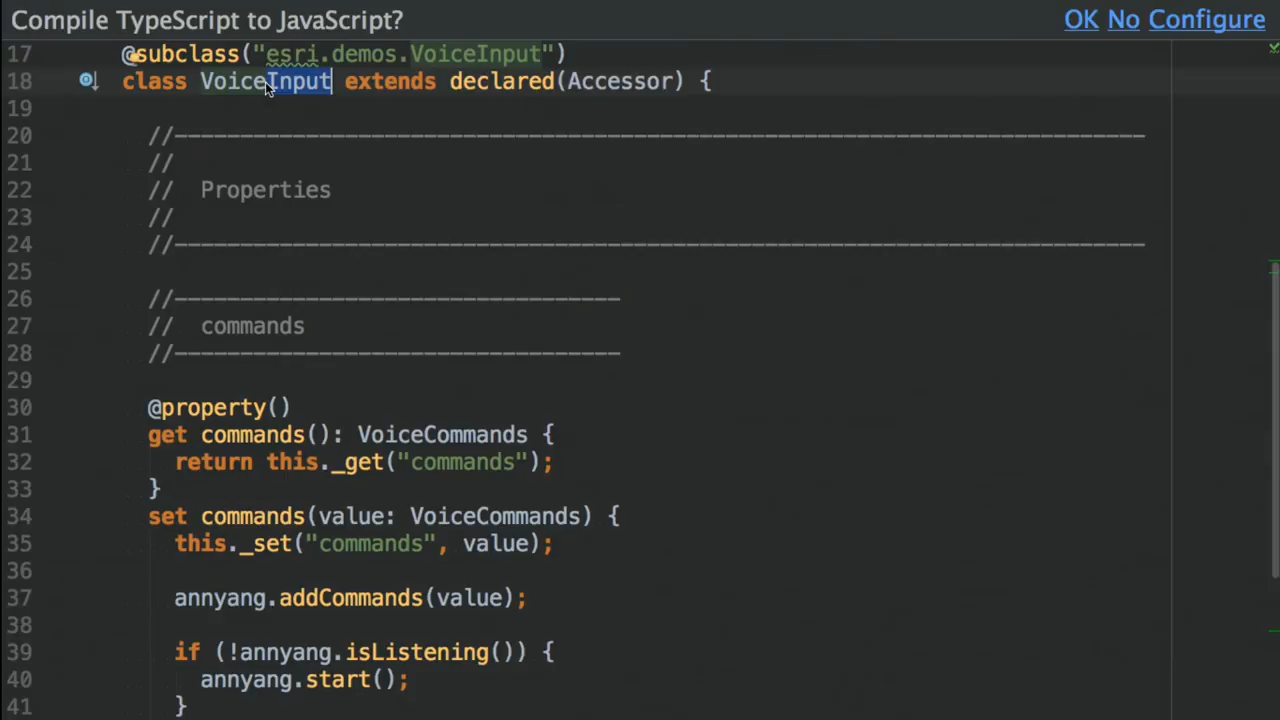 Compile TypeScript to JavaScript? OK No Configure
17 @subclass("esri.demos.VoiceInput")
18 class VoiceInput extends declared(Accessor) {
19
20 //--------------------------------------------------------------------------
21 //
22 //  Properties
23 //
24 //--------------------------------------------------------------------------
25
26 //----------------------------------
27 //  commands
28 //----------------------------------
29
30 @property()
31 get commands(): VoiceCommands {
32 return this._get("commands");
33 }
34 set commands(value: VoiceCommands) {
35 this._set("commands", value);
36
37 annyang.addCommands(value);
38
39 if (!annyang.isListening()) {
40 annyang.start();
41 }